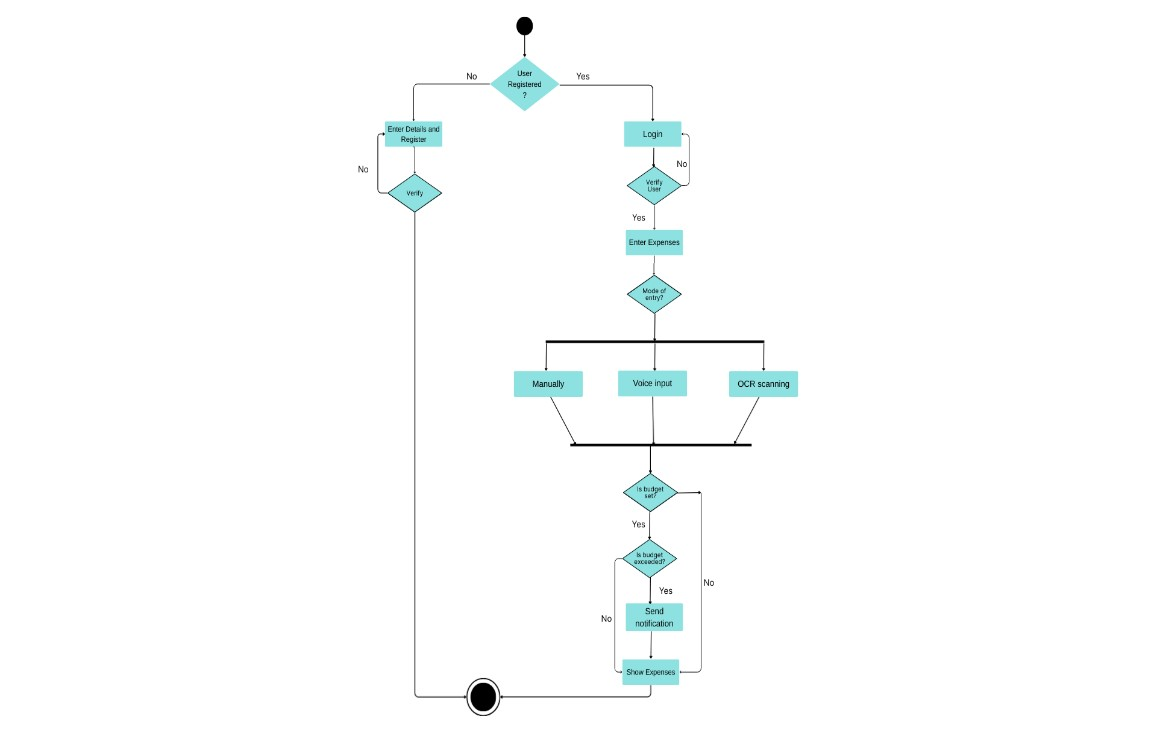 No
Yes
User
Registered
?
Enter Details and
Register
Login
No
No
Verify
Verify
User
Yes
Enter Expenses
Mode of
entry?
Manually
Voice input
OCR scanning
Is budget
set?
Yes
Is budget
exceeded?
No
Yes
No
Send
notification
Show Expenses